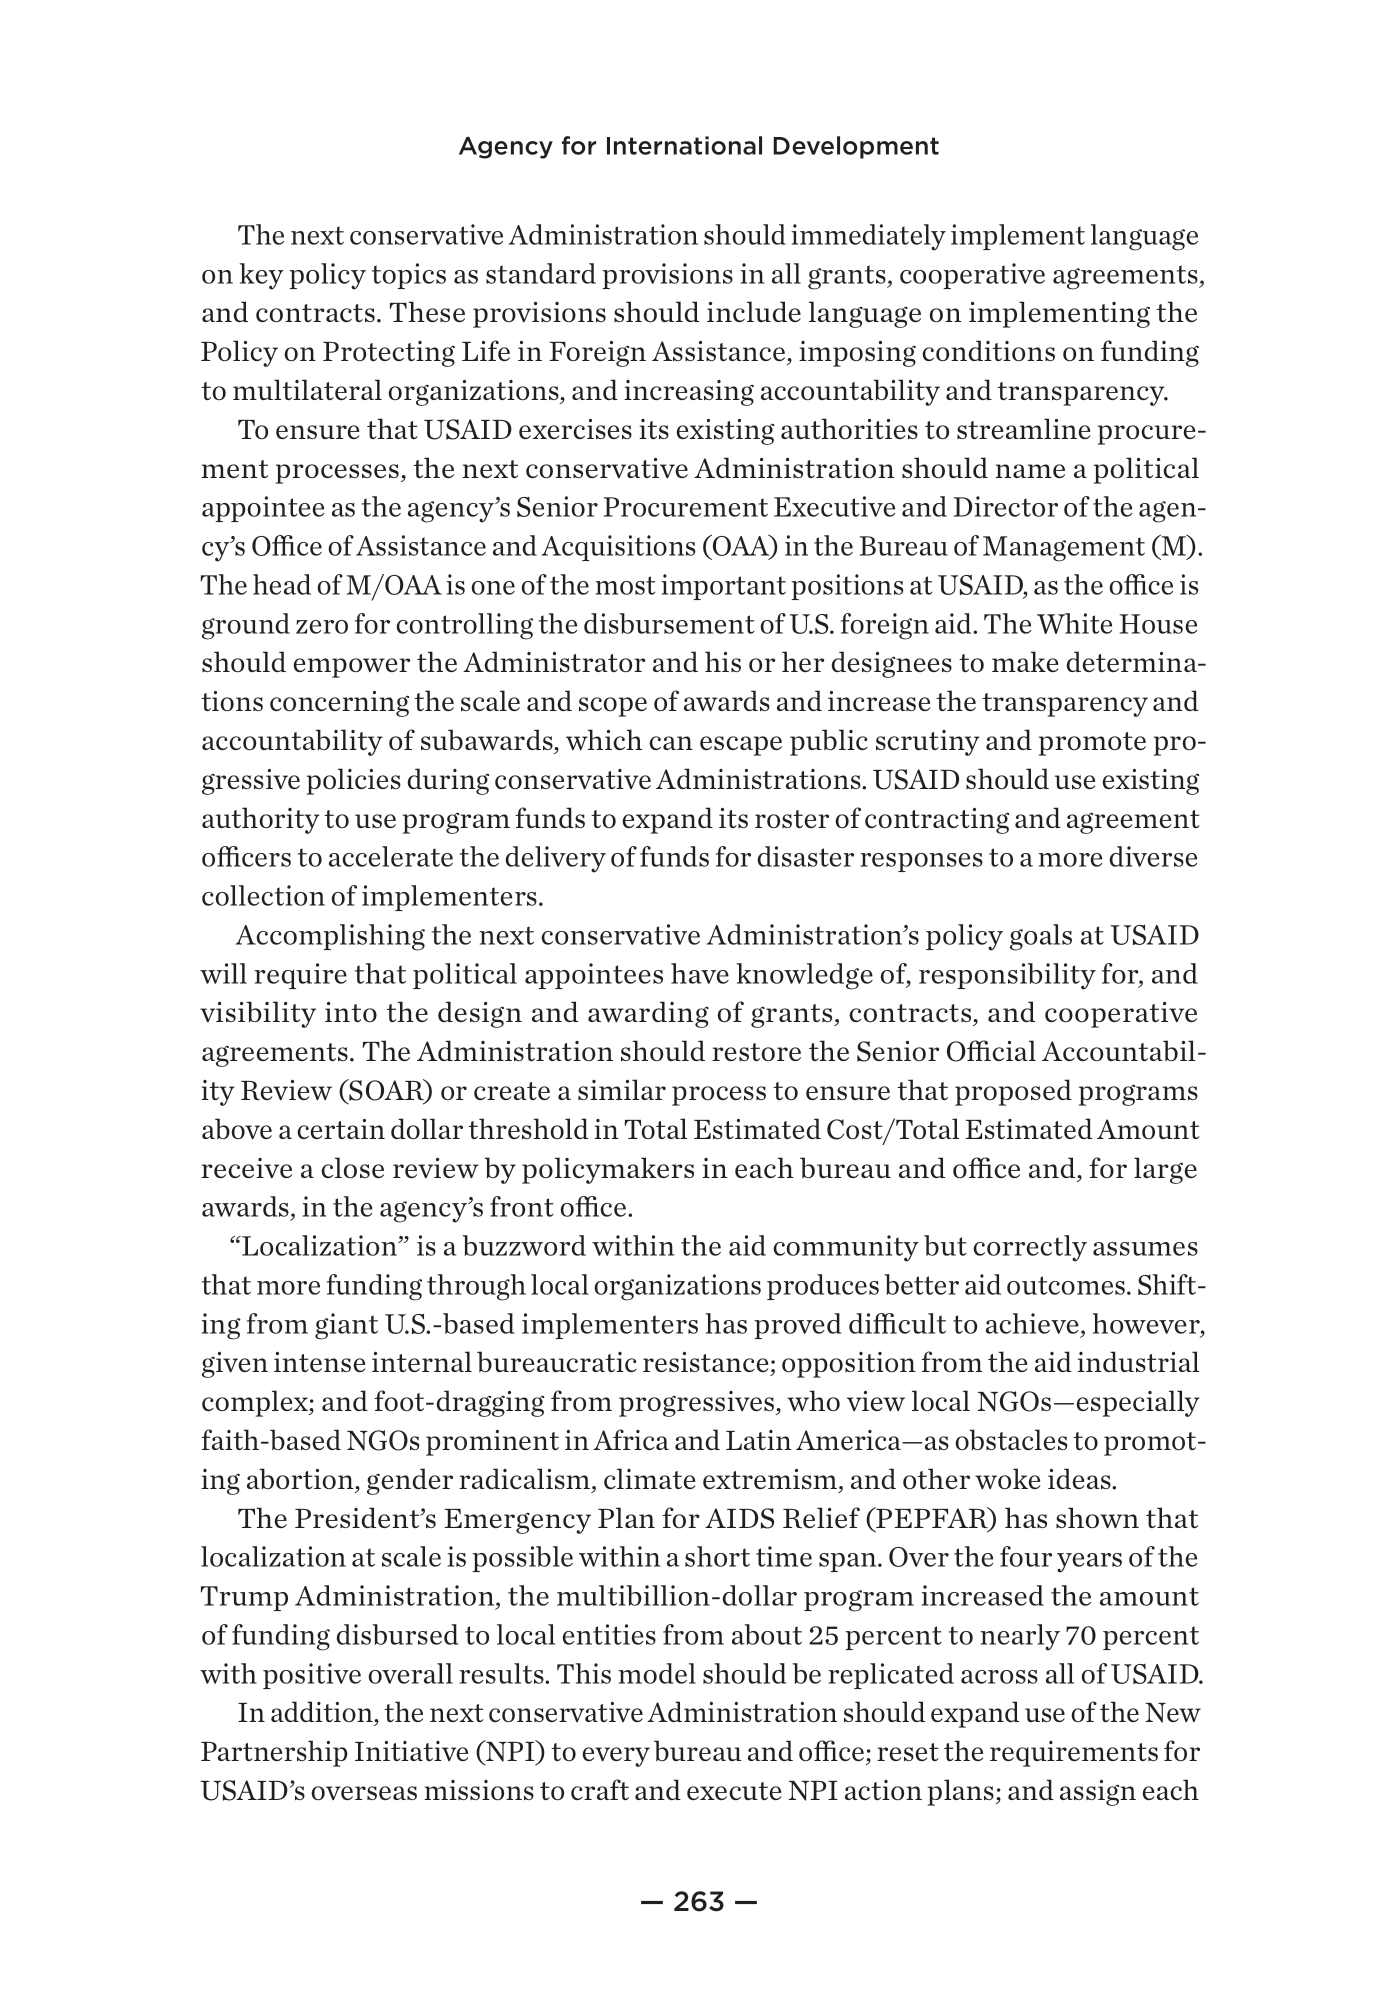 Agency for International Development
The next conservative Administration should immediately implement language
on key policy topics as standard provisions in all grants, cooperative agreements,
and contracts. These provisions should include language on implementing the
Policy on Protecting Life in Foreign Assistance, imposing conditions on funding
to multilateral organizations, and increasing accountability and transparency.
To ensure that USAID exercises its existing authorities to streamline procure-
ment processes, the next conservative Administration should name a political
appointee as the agency’s Senior Procurement Executive and Director of the agen-
cy’s Office of Assistance and Acquisitions (OAA) in the Bureau of Management (M).
The head of M/OAA is one of the most important positions at USAID, as the office is
ground zero for controlling the disbursement of U.S. foreign aid. The White House
should empower the Administrator and his or her designees to make determina-
tions concerning the scale and scope of awards and increase the transparency and
accountability of subawards, which can escape public scrutiny and promote pro-
gressive policies during conservative Administrations. USAID should use existing
authority to use program funds to expand its roster of contracting and agreement
officers to accelerate the delivery of funds for disaster responses to a more diverse
collection of implementers.
Accomplishing the next conservative Administration’s policy goals at USAID
will require that political appointees have knowledge of, responsibility for, and
visibility into the design and awarding of grants, contracts, and cooperative
agreements. The Administration should restore the Senior Official Accountabil-
ity Review (SOAR) or create a similar process to ensure that proposed programs
above a certain dollar threshold in Total Estimated Cost/Total Estimated Amount
receive a close review by policymakers in each bureau and office and, for large
awards, in the agency’s front office.
“Localization” is a buzzword within the aid community but correctly assumes
that more funding through local organizations produces better aid outcomes. Shift-
ing from giant U.S.-based implementers has proved difficult to achieve, however,
given intense internal bureaucratic resistance; opposition from the aid industrial
complex; and foot-dragging from progressives, who view local NGOs—especially
faith-based NGOs prominent in Africa and Latin America—as obstacles to promot-
ing abortion, gender radicalism, climate extremism, and other woke ideas.
The President’s Emergency Plan for AIDS Relief (PEPFAR) has shown that
localization at scale is possible within a short time span. Over the four years of the
Trump Administration, the multibillion-dollar program increased the amount
of funding disbursed to local entities from about 25 percent to nearly 70 percent
with positive overall results. This model should be replicated across all of USAID.
In addition, the next conservative Administration should expand use of the New
Partnership Initiative (NPI) to every bureau and office; reset the requirements for
USAID’s overseas missions to craft and execute NPI action plans; and assign each
— 263 —